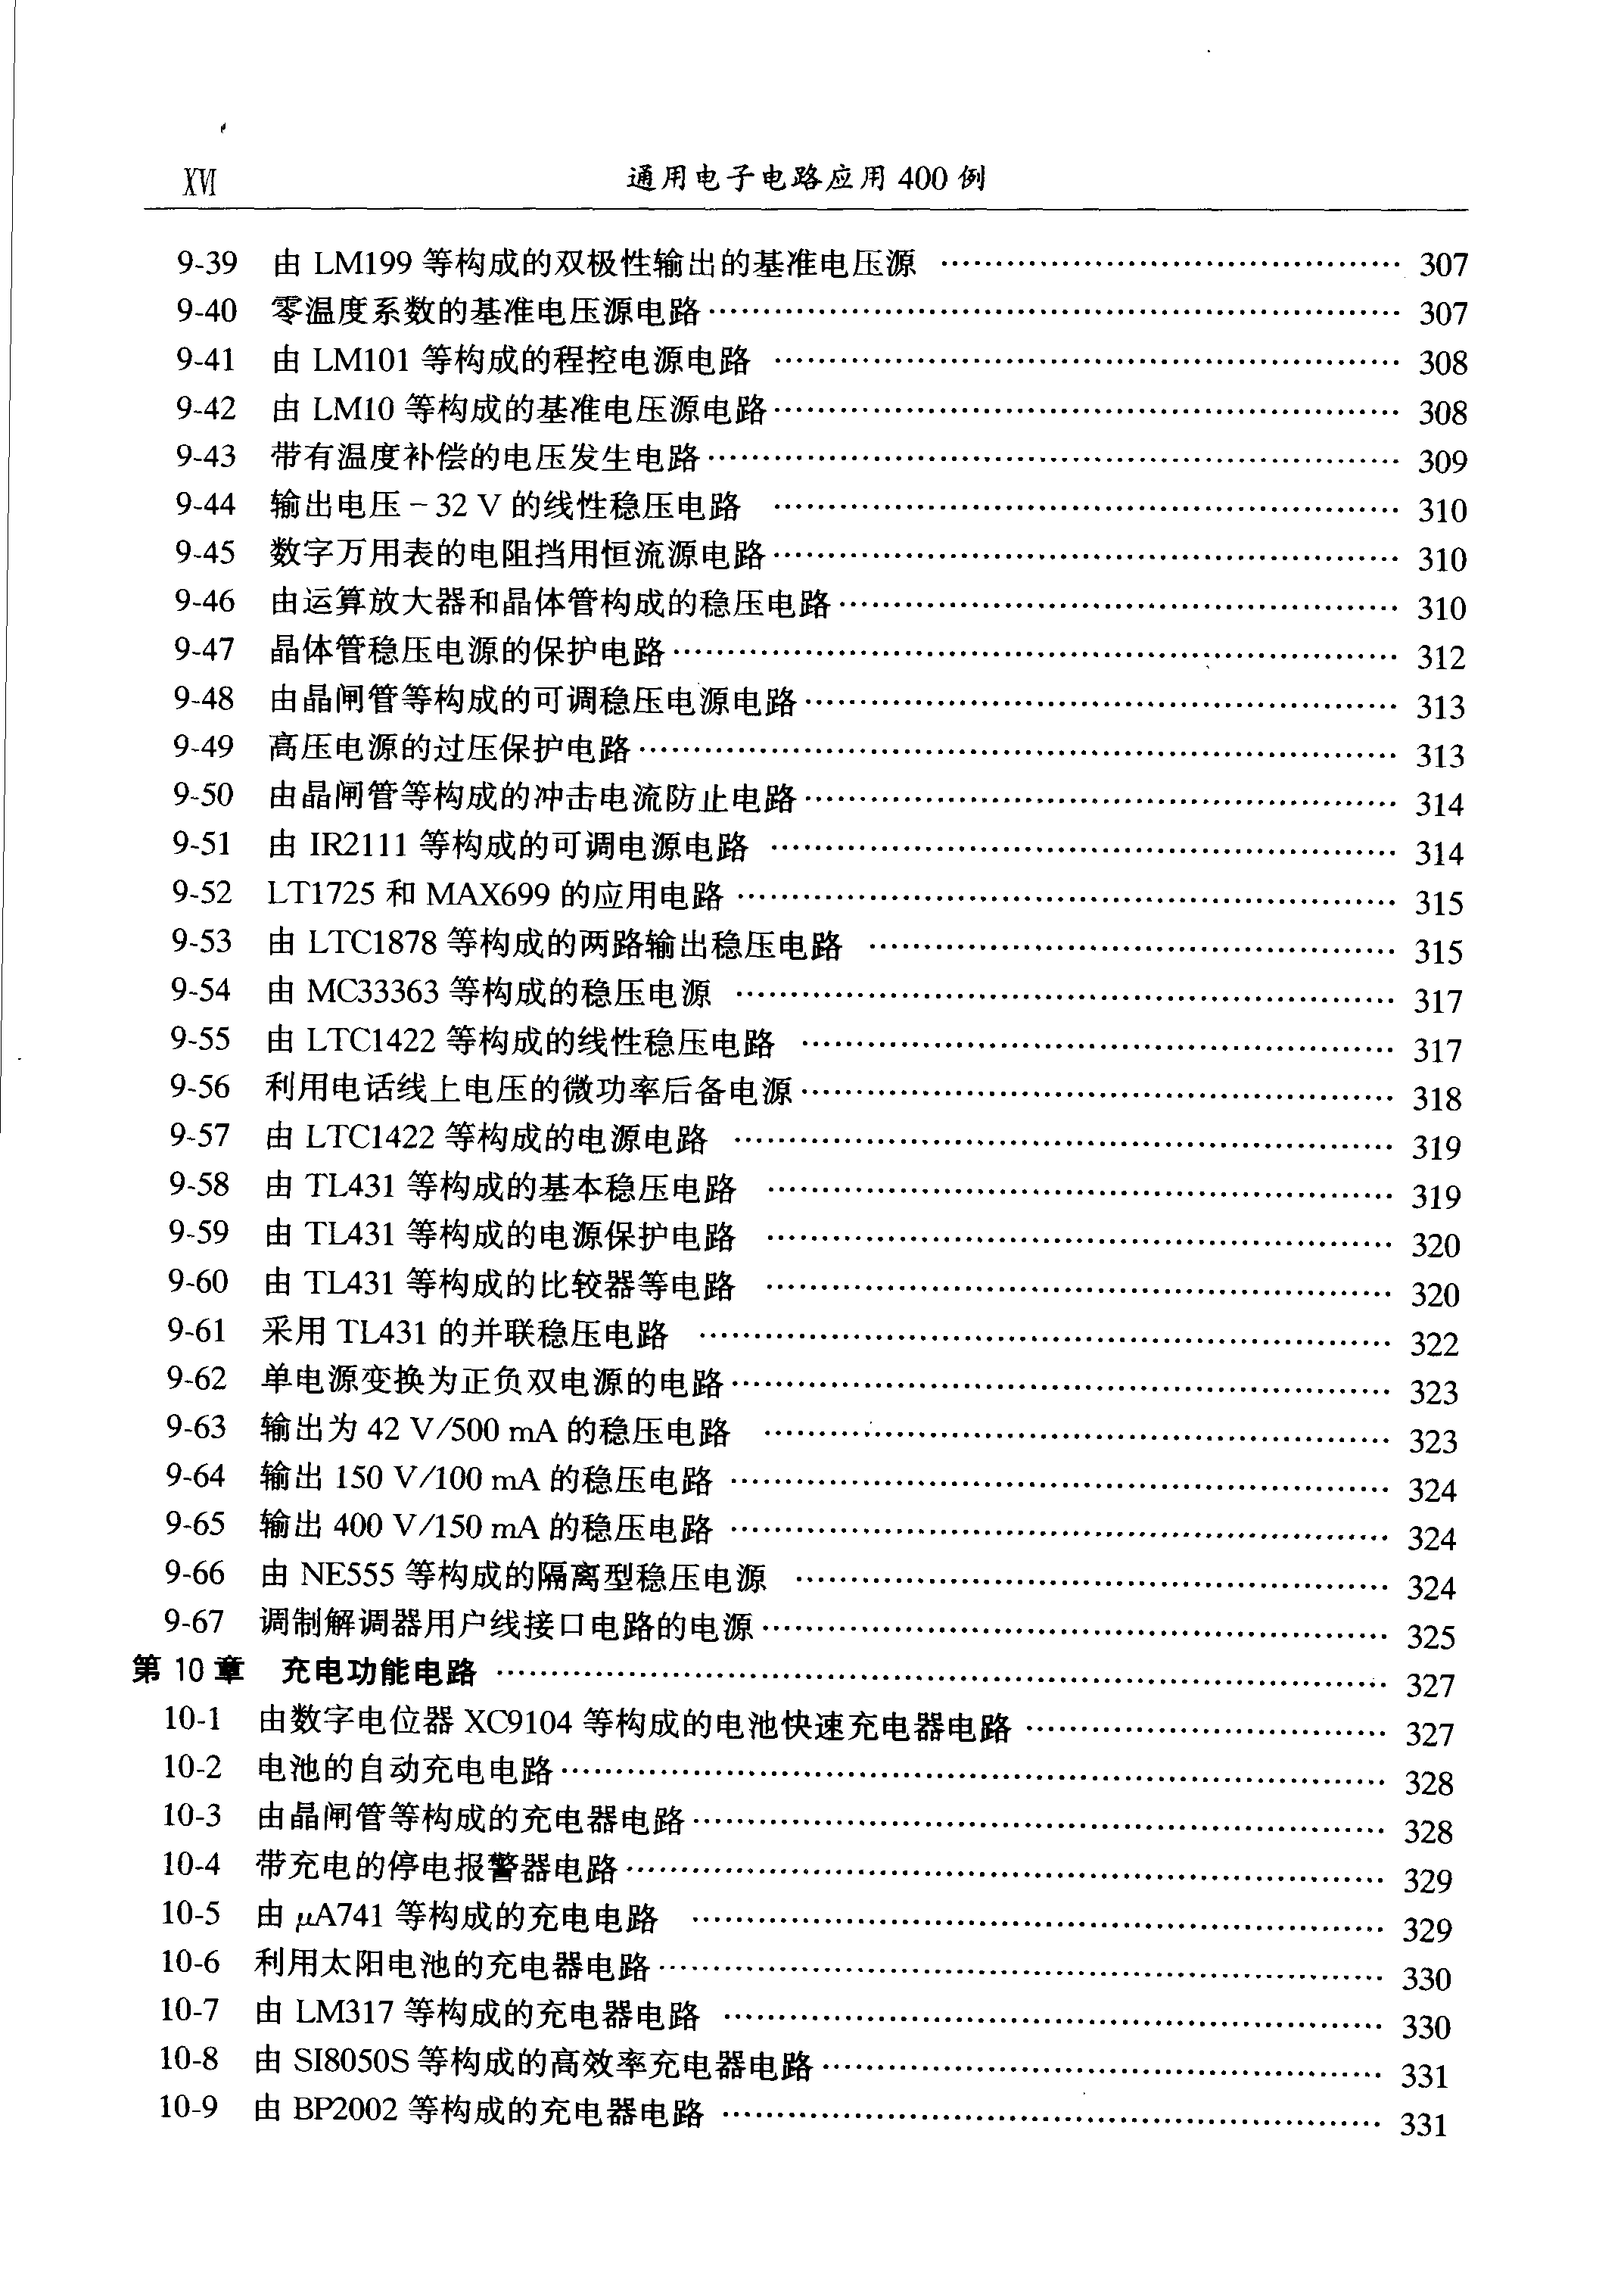 XVI 通用电子电路应用 400 例
9-39 由 LM199 等构成的双极性输出的基准电压源 ………………………………… 307
9-40 零温度系数的基准电压源电路………………………………………………… 307
9-41 由 LM101 等构成的程控电源电路 …………………………………………… 308
9-42 由 LM10 等构成的基准电压源电路…………………………………………… 308
9-43 带有温度补偿的电压发生电路………………………………………………… 309
9-44 输出电压－32 V 的线性稳压电路 …………………………………………… 310
9-45 数字万用表的电阻挡用恒流源电路…………………………………………… 310
9-46 由运算放大器和晶体管构成的稳压电路……………………………………… 310
9-47 晶体管稳压电源的保护电路…………………………………………………… 312
9-48 由晶闸管等构成的可调稳压电源电路………………………………………… 313
9-49 高压电源的过压保护电路……………………………………………………… 313
9-50 由晶闸管等构成的冲击电流防止电路………………………………………… 314
9-51 由 IR2111 等构成的可调电源电路 …………………………………………… 314
9-52 LT1725 和 MAX699 的应用电路 ……………………………………………… 315
9-53 由 LTC1878 等构成的两路输出稳压电路 …………………………………… 315
9-54 由 MC33363 等构成的稳压电源 ……………………………………………… 317
9-55 由 LTC1422 等构成的线性稳压电路 ………………………………………… 317
9-56 利用电话线上电压的微功率后备电源………………………………………… 318
9-57 由 LTC1422 等构成的电源电路 ……………………………………………… 319
9-58 由 TL431 等构成的基本稳压电路 …………………………………………… 319
9-59 由 TL431 等构成的电源保护电路 …………………………………………… 320
9-60 由 TL431 等构成的比较器等电路 …………………………………………… 320
9-61 采用 TL431 的并联稳压电路 ………………………………………………… 322
9-62 单电源变换为正负双电源的电路……………………………………………… 323
9-63 输出为 42 V/500 mA 的稳压电路 …………………………………………… 323
9-64 输出 150 V/100 mA 的稳压电路 ……………………………………………… 324
9-65 输出 400 V/150 mA 的稳压电路 ……………………………………………… 324
9-66 由 NE555 等构成的隔离型稳压电源 ………………………………………… 324
9-67 调制解调器用户线接口电路的电源…………………………………………… 325
第 10 章 充电功能电路 ……………………………………………………………… 327
10-1 由数字电位器 XC9104 等构成的电池快速充电器电路 ……………………… 327
10-2 电池的自动充电电路…………………………………………………………… 328
10-3 由晶闸管等构成的充电器电路………………………………………………… 328
10-4 带充电的停电报警器电路……………………………………………………… 329
10-5 由 μA741 等构成的充电电路 ………………………………………………… 329
10-6 利用太阳电池的充电器电路…………………………………………………… 330
10-7 由 LM317 等构成的充电器电路 ……………………………………………… 330
10-8 由 SI8050S 等构成的高效率充电器电路……………………………………… 331
10-9 由 BP2002 等构成的充电器电路 ……………………………………………… 331